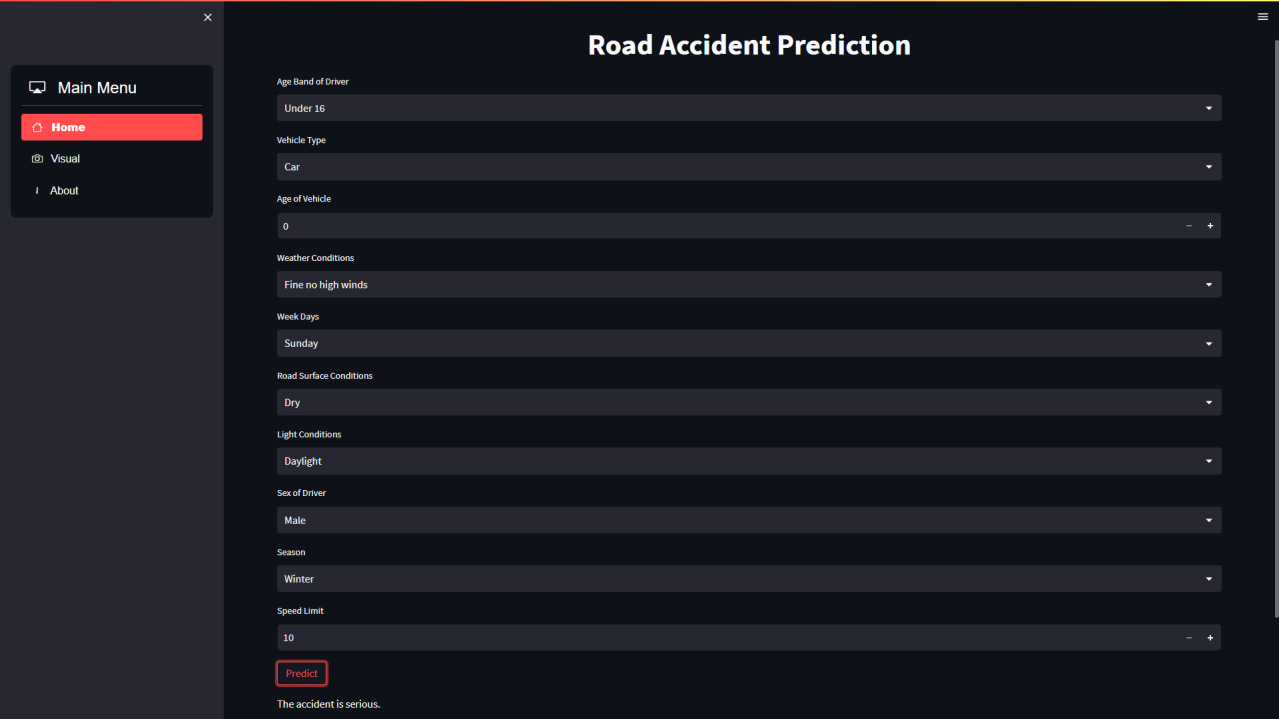 Main Menu
Home
Visual
About
Road Accident Prediction
Age Band of Driver
Under 16
Vehicle Type
Car
Age of Vehicle
0
Weather Conditions
Fine no high winds
Week Days
Sunday
Road Surface Conditions
Dry
Light Conditions
Daylight
Sex of Driver
Male
Season
Winter
Speed Limit
10
Predict
The accident is serious.